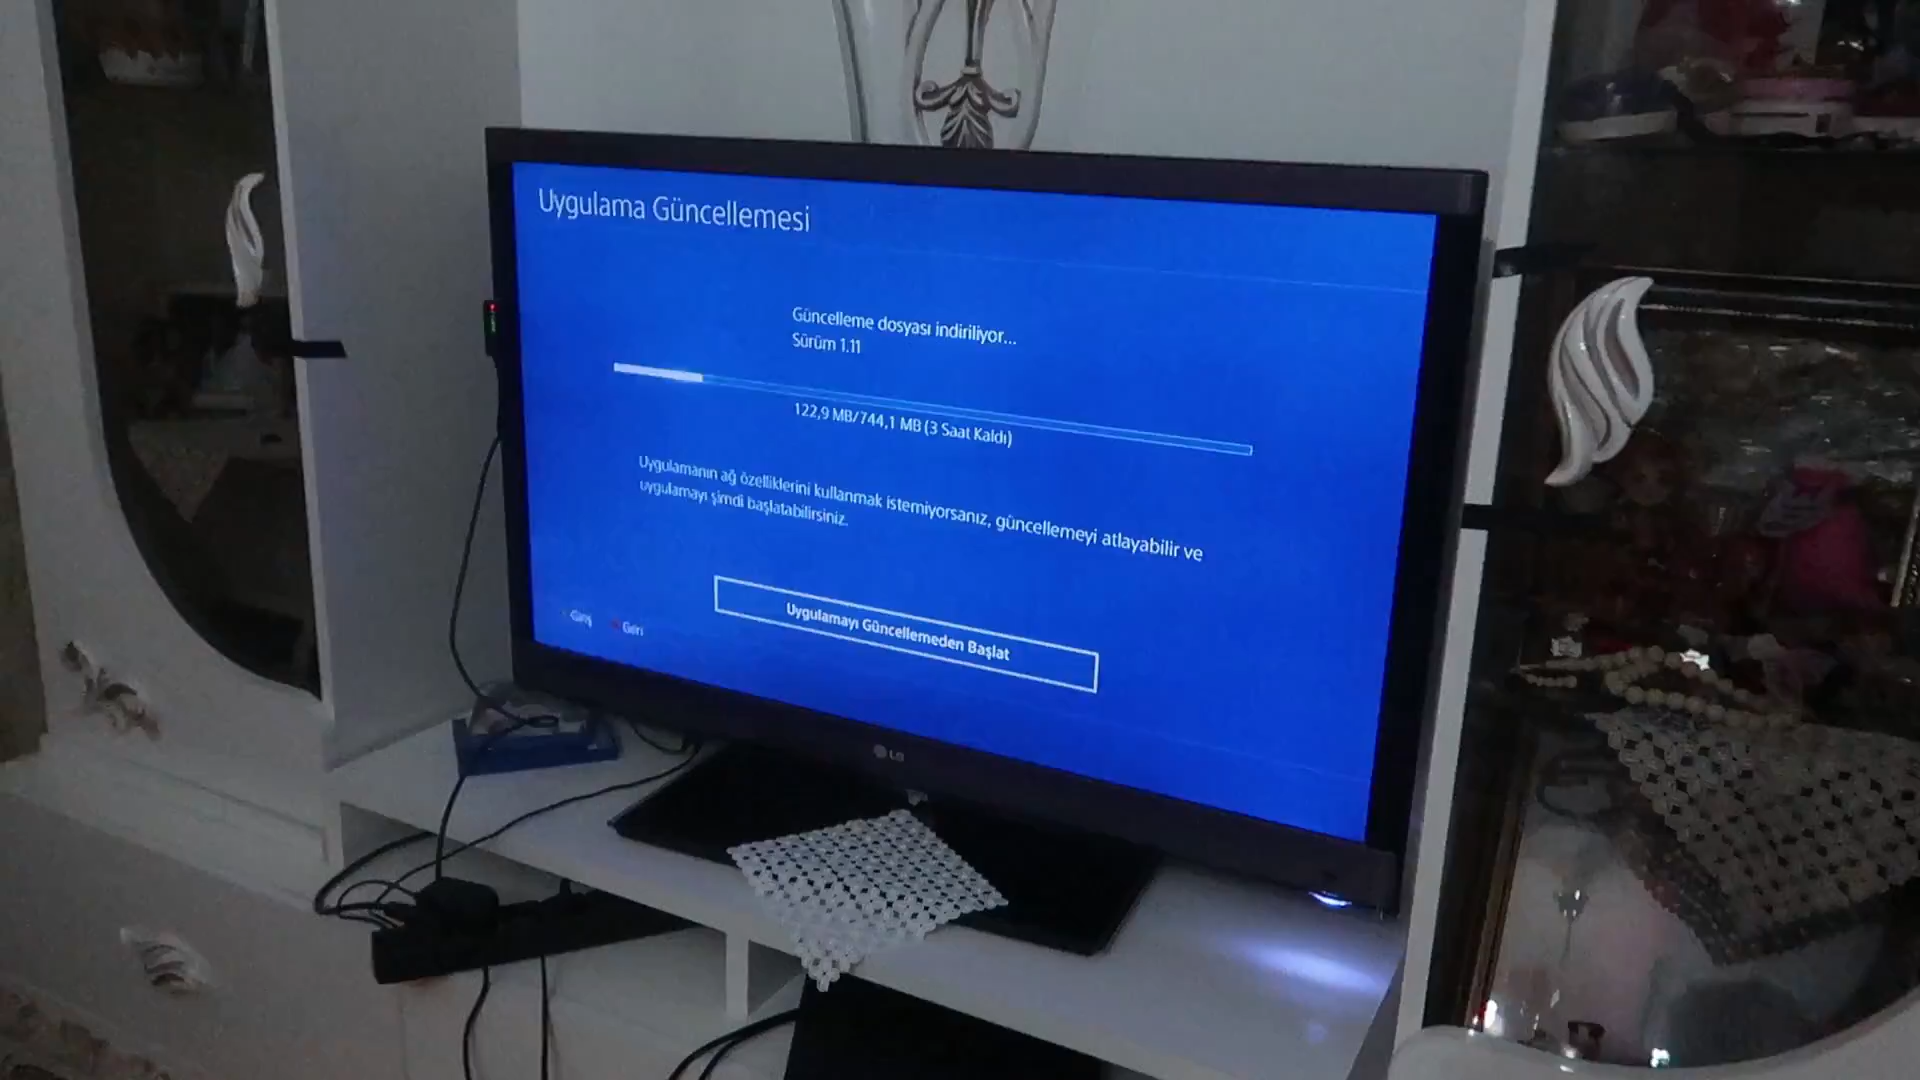 Uygulama Güncellemesi
Güncelleme dosyası indiriliyor...
Sürüm 1.11
122,9 MB/744,1 MB (3 Saat Kaldı)
Uygulamanın ağ özelliklerini kullanmak istemiyorsanız, güncellemeyi atlayabilir ve
uygulamayı şimdi başlatabilirsiniz.
Uygulamayı Güncellemeden Başlat
Giriş Geri
LG